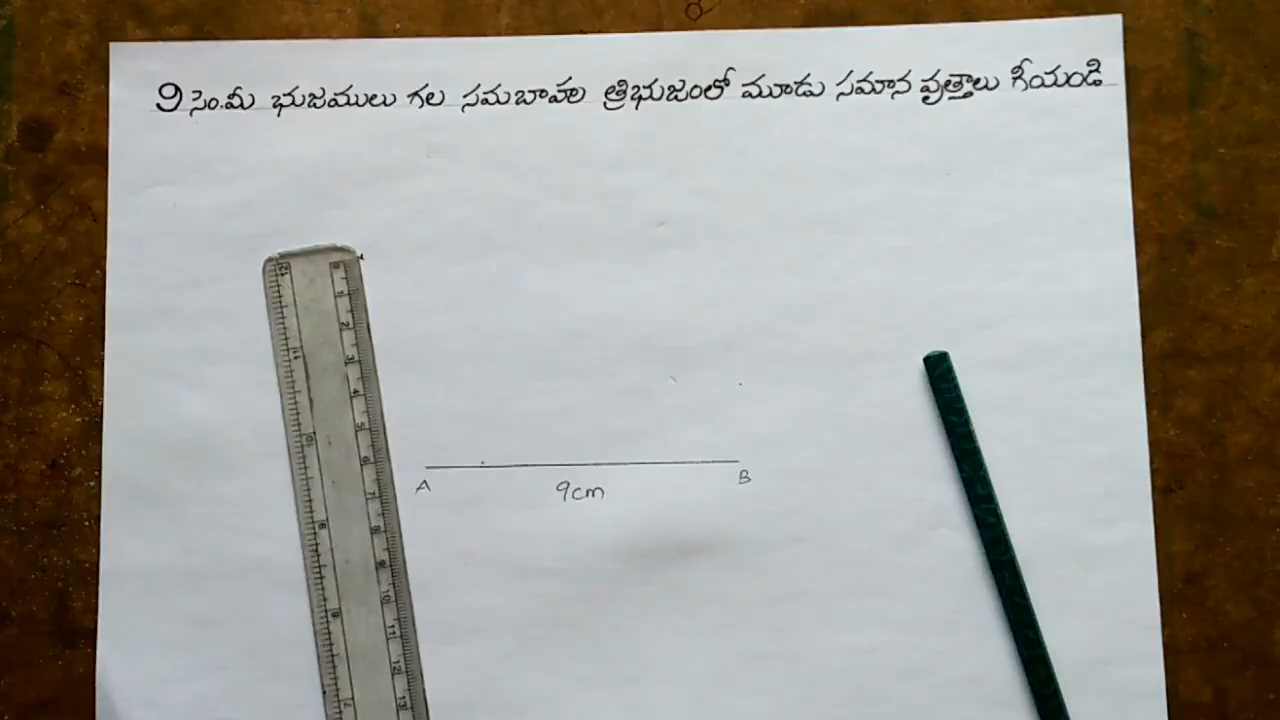 9 సెం.మీ భుజములు గల సమబాహు త్రిభుజంలో మూడు సమాన వృత్తాలు గీయండి
A 9cm B